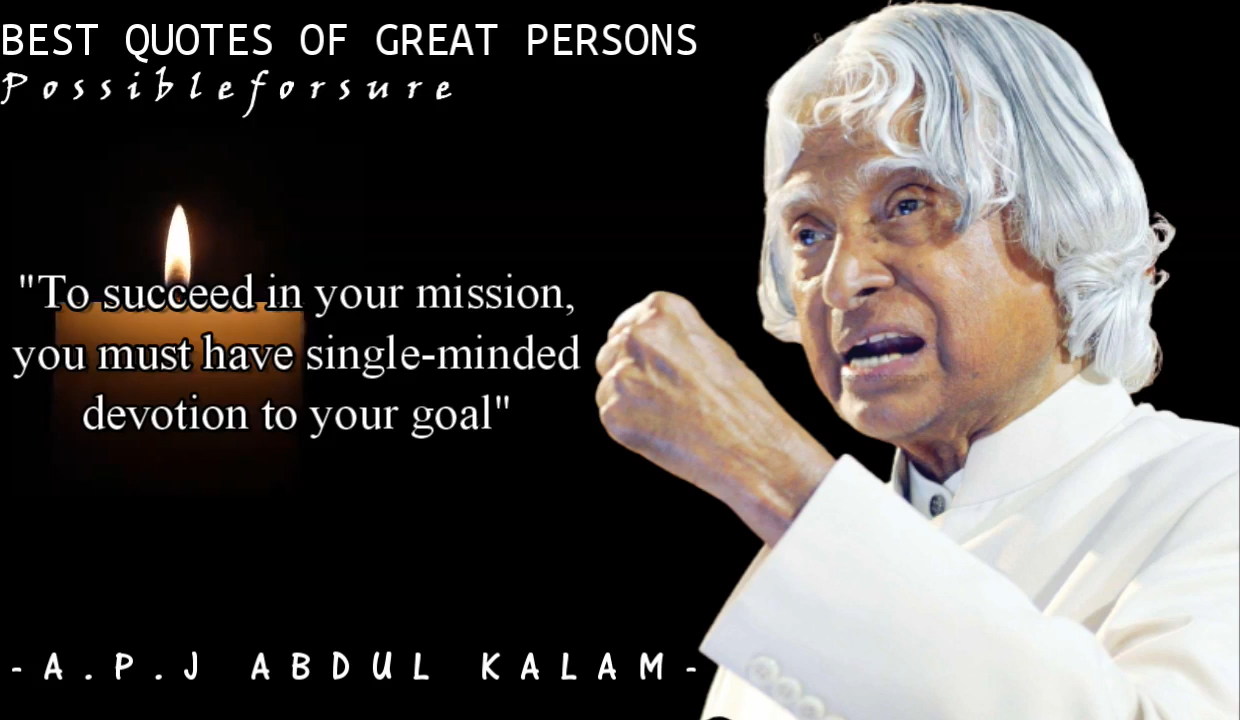 BEST QUOTES OF GREAT PERSONS
Possibleforsure
"To succeed in your mission,
you must have single-minded
devotion to your goal"
-A.P.J ABDUL KALAM-